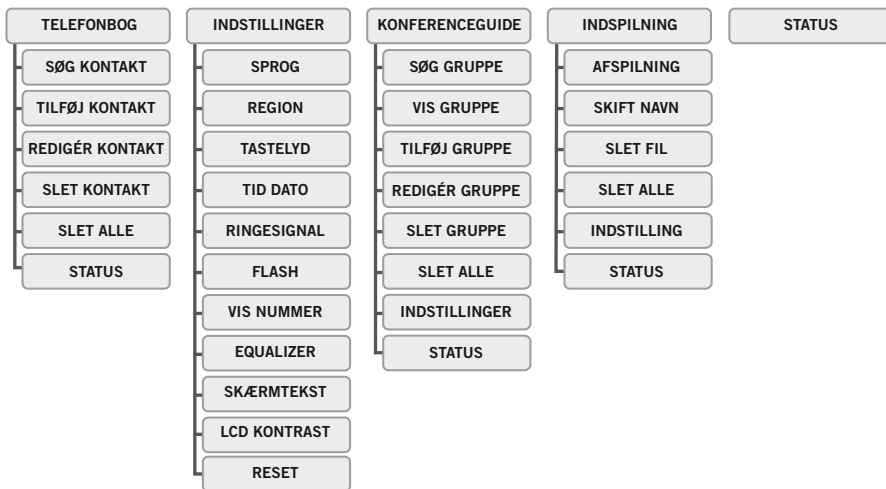 TELEFONBOG
SØG KONTAKT
TILFØJ KONTAKT
REDIGÉR KONTAKT
SLET KONTAKT
SLET ALLE
STATUS
INDSTILLINGER
SPROG
REGION
TASTELYD
TID DATO
RINGESIGNAL
FLASH
VIS NUMMER
EQUALIZER
SKÆRMTEKST
LCD KONTRAST
RESET
KONFERENCEGUIDE
SØG GRUPPE
VIS GRUPPE
TILFØJ GRUPPE
REDIGÉR GRUPPE
SLET GRUPPE
SLET ALLE
INDSTILLINGER
STATUS
INDSPILNING
AFSPILNING
SKIFT NAVN
SLET FIL
SLET ALLE
INDSTILLING
STATUS
STATUS